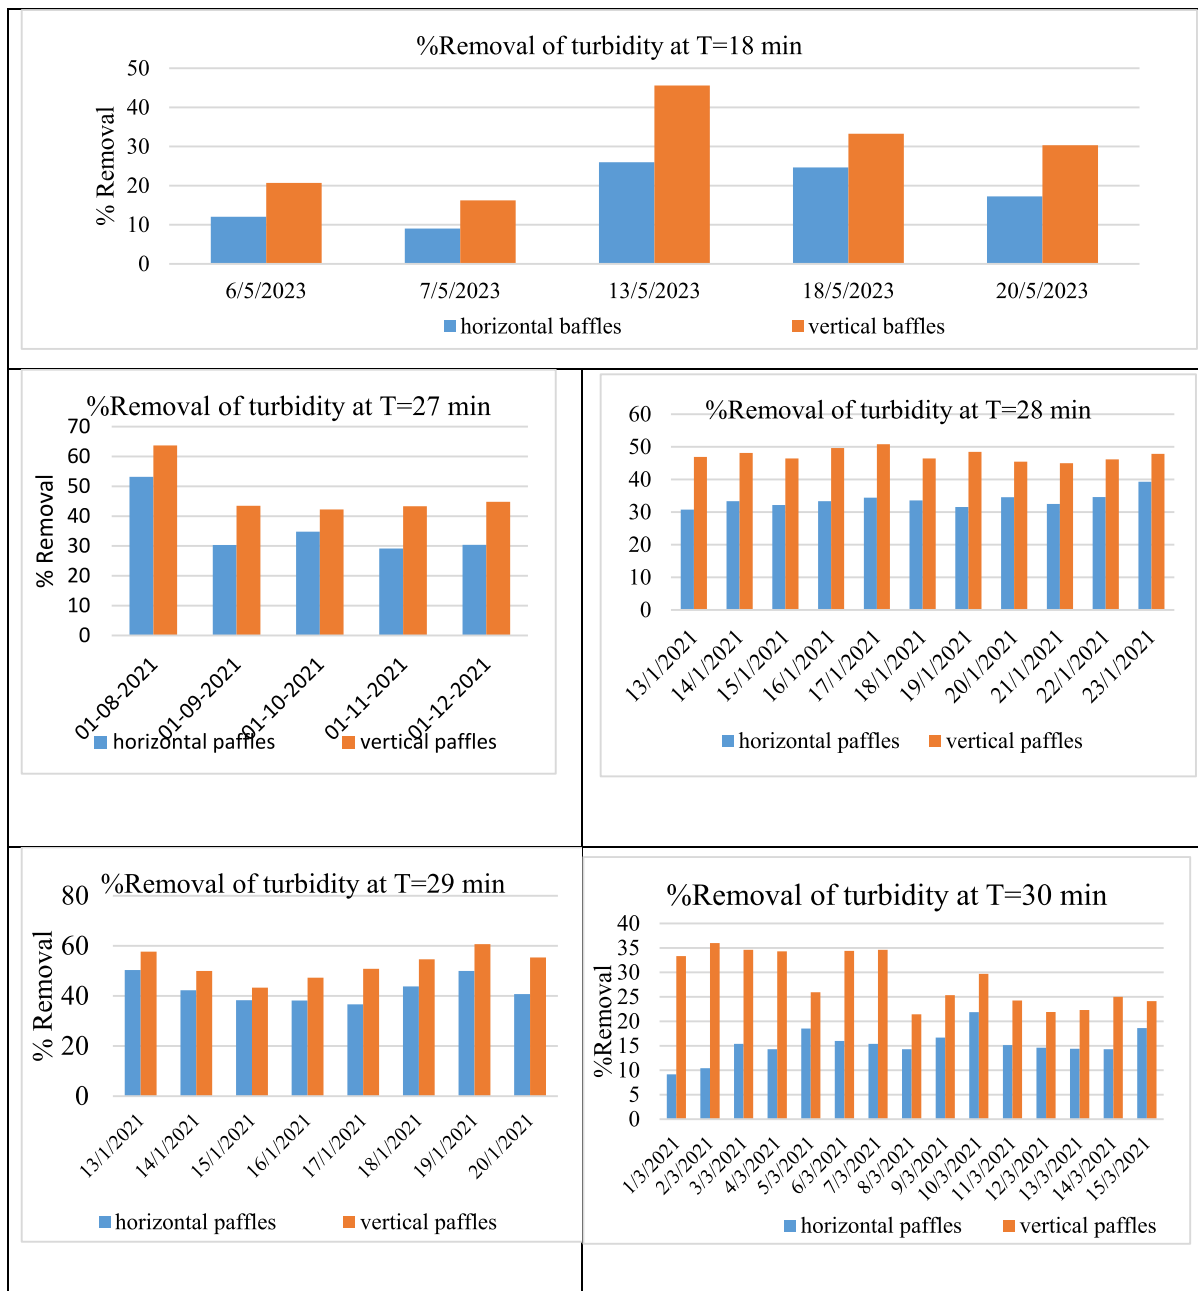 %Removal of turbidity at T=18 min
% Removal
50
40
30
20
10
0
6/5/2023 7/5/2023 13/5/2023 18/5/2023 20/5/2023
horizontal baffles vertical baffles
%Removal of turbidity at T=27 min
% Removal
70
60
50
40
30
20
10
0
01-08-2021 01-09-2021 01-10-2021 01-11-2021 01-12-2021
horizontal paffles vertical paffles
%Removal of turbidity at T=28 min
60
50
40
30
20
10
0
13/1/2021 14/1/2021 15/1/2021 16/1/2021 17/1/2021 18/1/2021 19/1/2021 20/1/2021 21/1/2021 22/1/2021 23/1/2021
horizontal paffles vertical paffles
%Removal of turbidity at T=29 min
% Removal
80
60
40
20
0
13/1/2021 14/1/2021 15/1/2021 16/1/2021 17/1/2021 18/1/2021 19/1/2021 20/1/2021
horizontal paffles vertical paffles
%Removal of turbidity at T=30 min
%Removal
40
35
30
25
20
15
10
5
0
1/3/2021 2/3/2021 3/3/2021 4/3/2021 5/3/2021 6/3/2021 7/3/2021 8/3/2021 9/3/2021 10/3/2021 11/3/2021 12/3/2021 13/3/2021 14/3/2021 15/3/2021
horizontal paffles vertical paffles